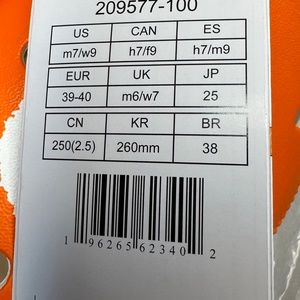 209577-100
US CAN ES
m7/w9 h7/f9 h7/m9
EUR UK JP
39-40 m6/w7 25
CN KR BR
250(2.5) 260mm 38
1 96265 62340 2